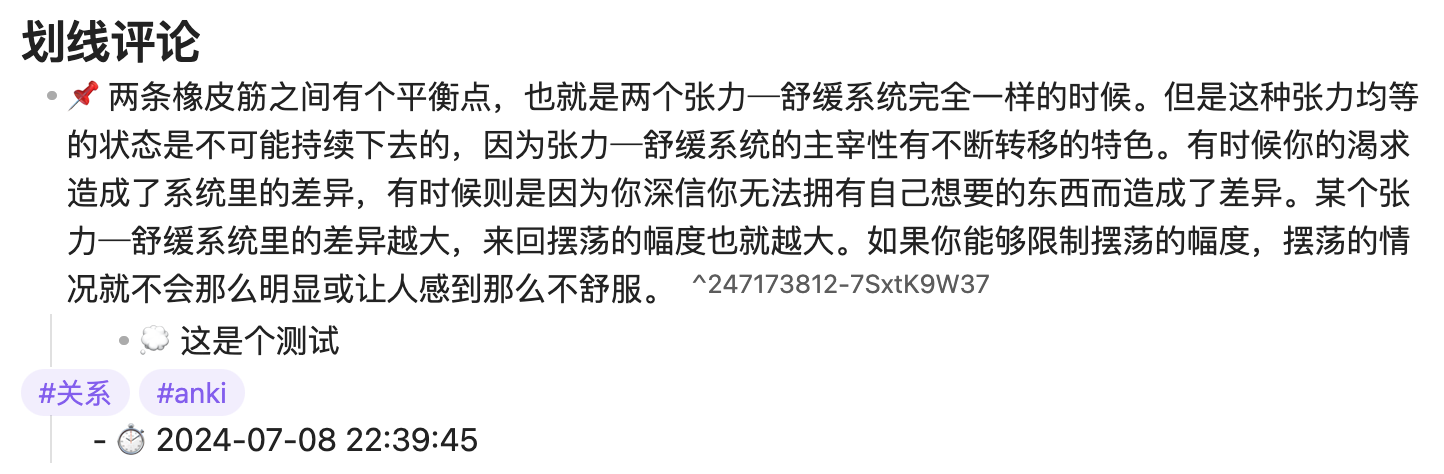 划线评论
📌 两条橡皮筋之间有个平衡点，也就是两个张力—舒缓系统完全一样的时候。但是这种张力均等
的状态是不可能持续下去的，因为张力—舒缓系统的主宰性有不断转移的特色。有时候你的渴求
造成了系统里的差异，有时候则是因为你深信你无法拥有自己想要的东西而造成了差异。某个张
力—舒缓系统里的差异越大，来回摆荡的幅度也就越大。如果你能够限制摆荡的幅度，摆荡的情
况就不会那么明显或让人感到那么不舒服。 ^247173812-7SxtK9W37
💭 这是个测试
#关系 #anki
- ⏱ 2024-07-08 22:39:45